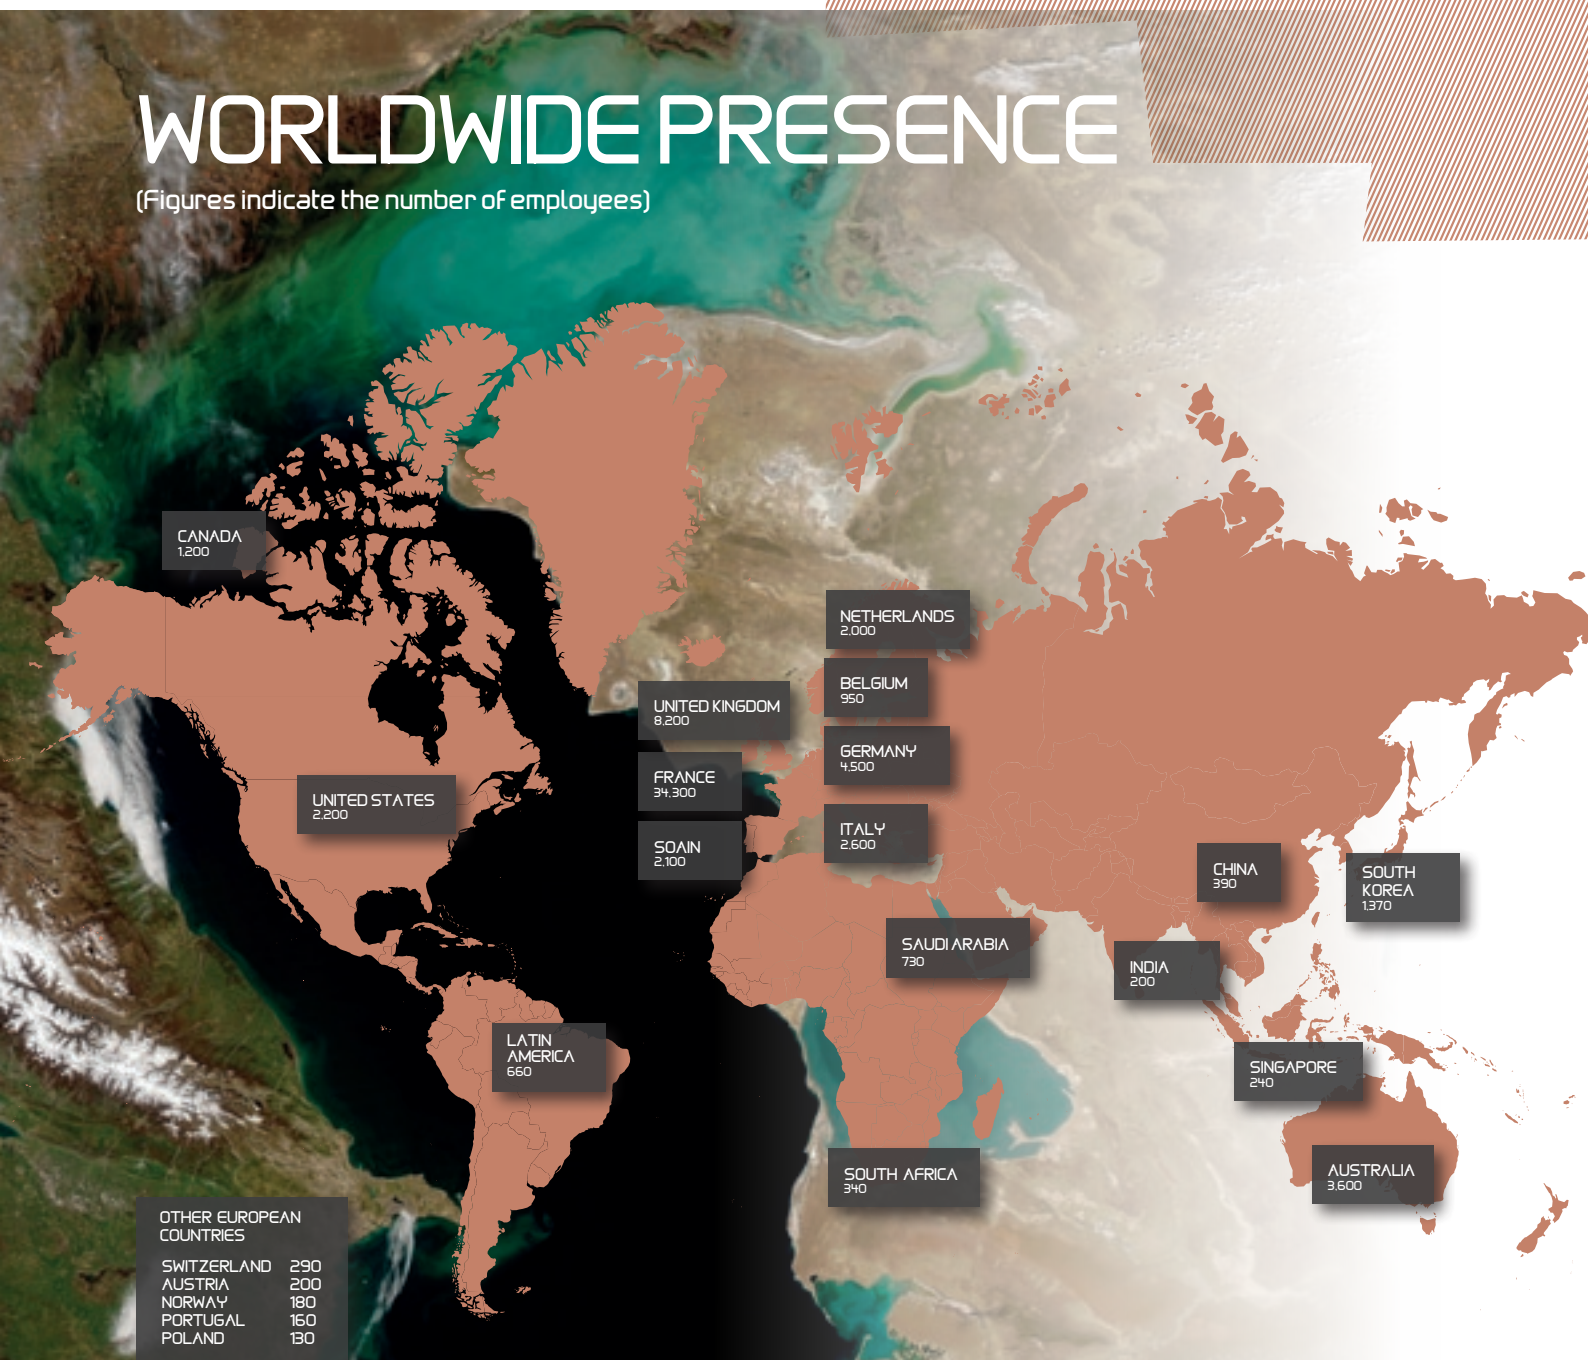 WORLDWIDE PRESENCE
(Figures indicate the number of employees)
CANADA
1,200
NETHERLANDS
2,000
BELGIUM
950
UNITED KINGDOM
8,200
GERMANY
4,500
FRANCE
34,300
UNITED STATES
2,200
ITALY
2,600
SOAIN
2,100
CHINA
390
SOUTH
KOREA
1,370
SAUDI ARABIA
730
INDIA
200
LATIN
AMERICA
660
SINGAPORE
240
AUSTRALIA
3,600
SOUTH AFRICA
340
OTHER EUROPEAN
COUNTRIES
SWITZERLAND 290
AUSTRIA 200
NORWAY 180
PORTUGAL 160
POLAND 130